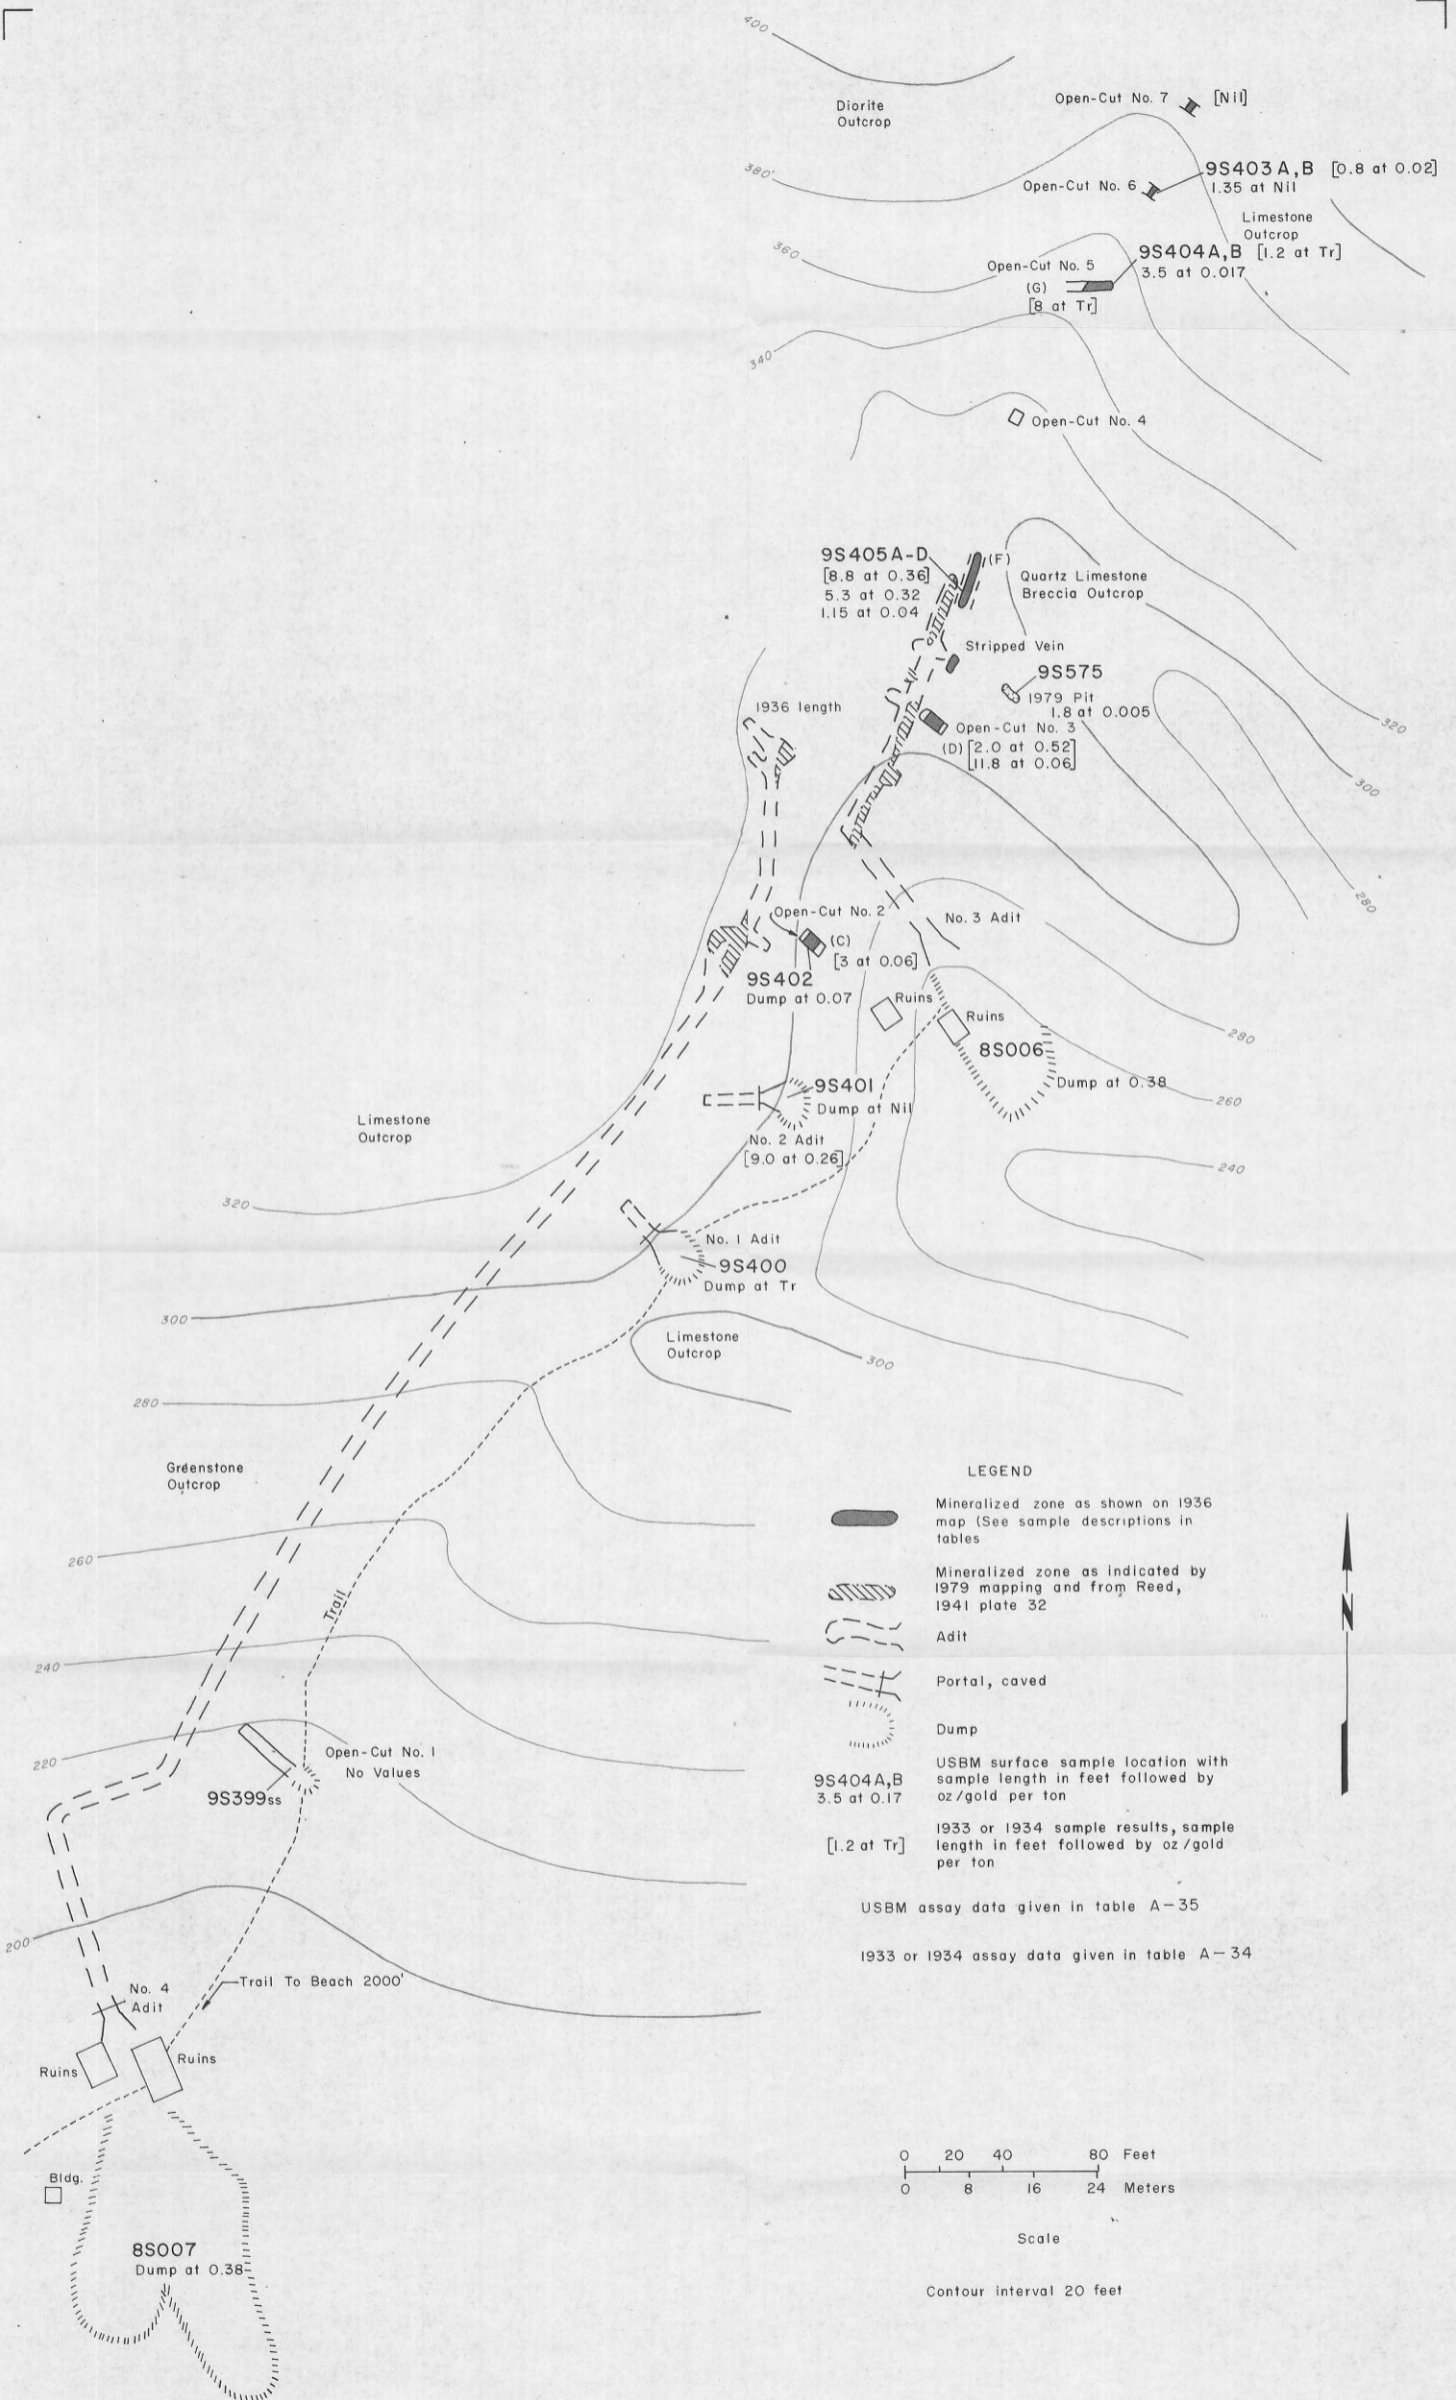 400
Diorite
Outcrop
Open-Cut No. 7
[Nil]
380'
Open-Cut No. 6
9S403 A,B [0.8 at 0.02]
1.35 at Nil
Limestone
Outcrop
360
Open-Cut No. 5
(G)
[8 at Tr]
9S404A,B [1.2 at Tr]
3.5 at 0.017
340
Open-Cut No. 4
9S405A-D
[8.8 at 0.36]
5.3 at 0.32
1.15 at 0.04
(F)
Quartz Limestone
Breccia Outcrop
Stripped Vein
9S575
1979 Pit
1.8 at 0.005
1936 length
Open-Cut No. 3
(D) [2.0 at 0.52]
[11.8 at 0.06]
320
300
280
Open-Cut No. 2
(C)
[3 at 0.06]
No. 3 Adit
9S402
Dump at 0.07
Ruins
Ruins
8S006
Dump at 0.38
280
260
9S401
Dump at Nil
No. 2 Adit
[9.0 at 0.26]
Limestone
Outcrop
240
320
No. 1 Adit
9S400
Dump at Tr
300
Limestone
Outcrop
300
280
Greenstone
Outcrop
260
Trail
240
220
Open-Cut No. 1
No Values
9S399ss
200
No. 4
Adit
Trail To Beach 2000'
Ruins
Ruins
Bldg.
8S007
Dump at 0.38
LEGEND
Mineralized zone as shown on 1936
map (See sample descriptions in
tables
Mineralized zone as indicated by
1979 mapping and from Reed,
1941 plate 32
Adit
Portal, caved
Dump
9S404A,B
3.5 at 0.17
USBM surface sample location with
sample length in feet followed by
oz/gold per ton
[1.2 at Tr]
1933 or 1934 sample results, sample
length in feet followed by oz/gold
per ton
USBM assay data given in table A-35
1933 or 1934 assay data given in table A-34
N
0 20 40 80 Feet
0 8 16 24 Meters
Scale
Contour interval 20 feet